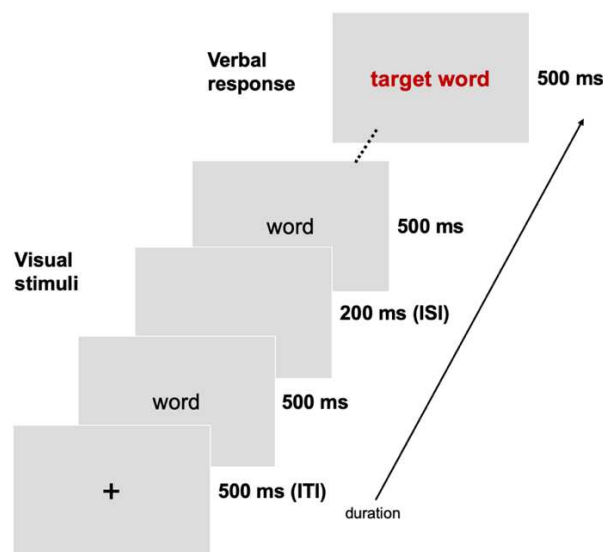 Verbal
response
target word
500 ms
word
500 ms
Visual
stimuli
200 ms (ISI)
word
500 ms
+
500 ms (ITI)
duration